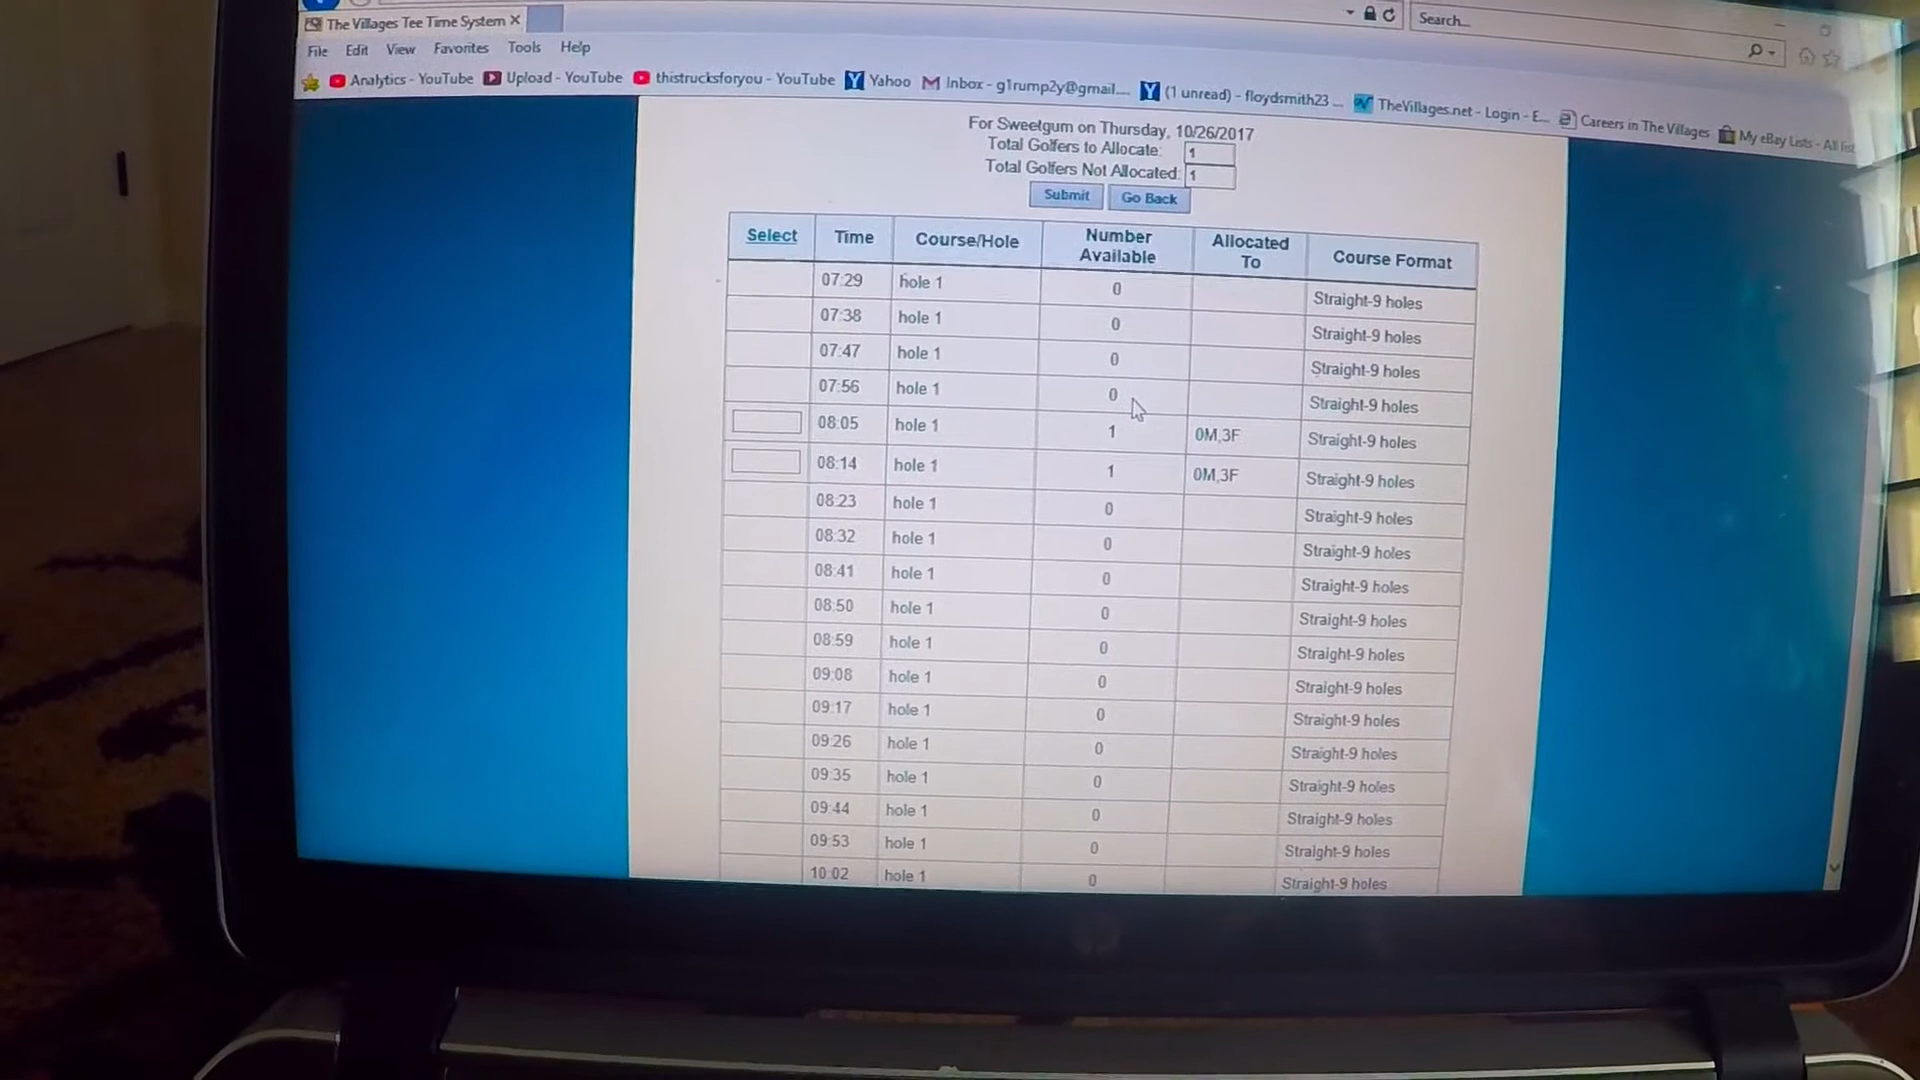 The Villages Tee Time System
Search...
File Edit View Favorites Tools Help
Analytics - YouTube Upload - YouTube thistrucksforyou - YouTube Yahoo Inbox - g1rump2y@gmail.... (1 unread) - floydsmith23 ... TheVillages.net - Login - E... Careers in The Villages My eBay Lists - All list
For Sweetgum on Thursday, 10/26/2017
Total Golfers to Allocate: 1
Total Golfers Not Allocated: 1
Submit Go Back
Select Time Course/Hole Number Available Allocated To Course Format
07:29 hole 1 0 Straight-9 holes
07:38 hole 1 0 Straight-9 holes
07:47 hole 1 0 Straight-9 holes
07:56 hole 1 0 Straight-9 holes
08:05 hole 1 1 0M,3F Straight-9 holes
08:14 hole 1 1 0M,3F Straight-9 holes
08:23 hole 1 0 Straight-9 holes
08:32 hole 1 0 Straight-9 holes
08:41 hole 1 0 Straight-9 holes
08:50 hole 1 0 Straight-9 holes
08:59 hole 1 0 Straight-9 holes
09:08 hole 1 0 Straight-9 holes
09:17 hole 1 0 Straight-9 holes
09:26 hole 1 0 Straight-9 holes
09:35 hole 1 0 Straight-9 holes
09:44 hole 1 0 Straight-9 holes
09:53 hole 1 0 Straight-9 holes
10:02 hole 1 0 Straight-9 holes